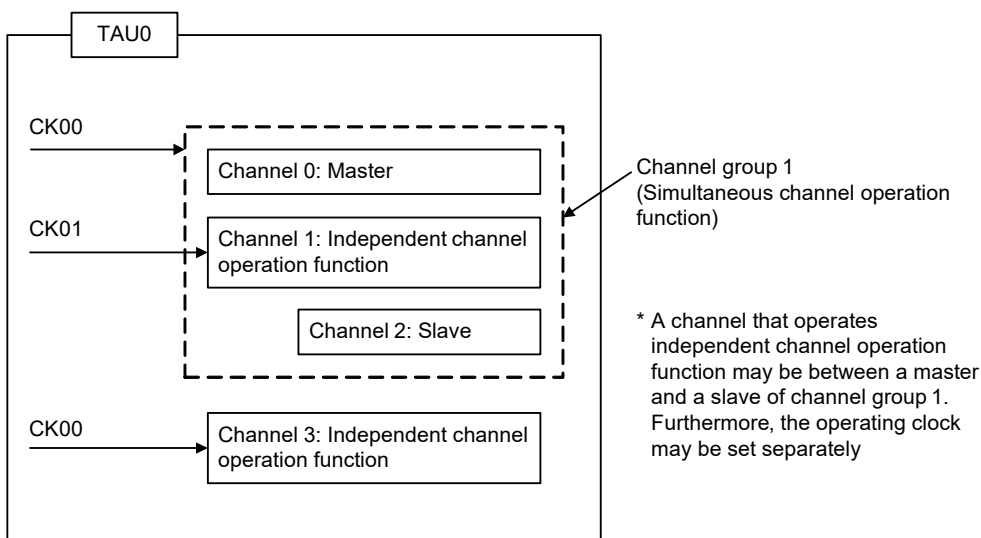 TAU0
CK00
Channel 0: Master
Channel group 1
(Simultaneous channel operation
function)
CK01
Channel 1: Independent channel
operation function
Channel 2: Slave
* A channel that operates
independent channel operation
function may be between a master
and a slave of channel group 1.
Furthermore, the operating clock
may be set separately
CK00
Channel 3: Independent channel
operation function